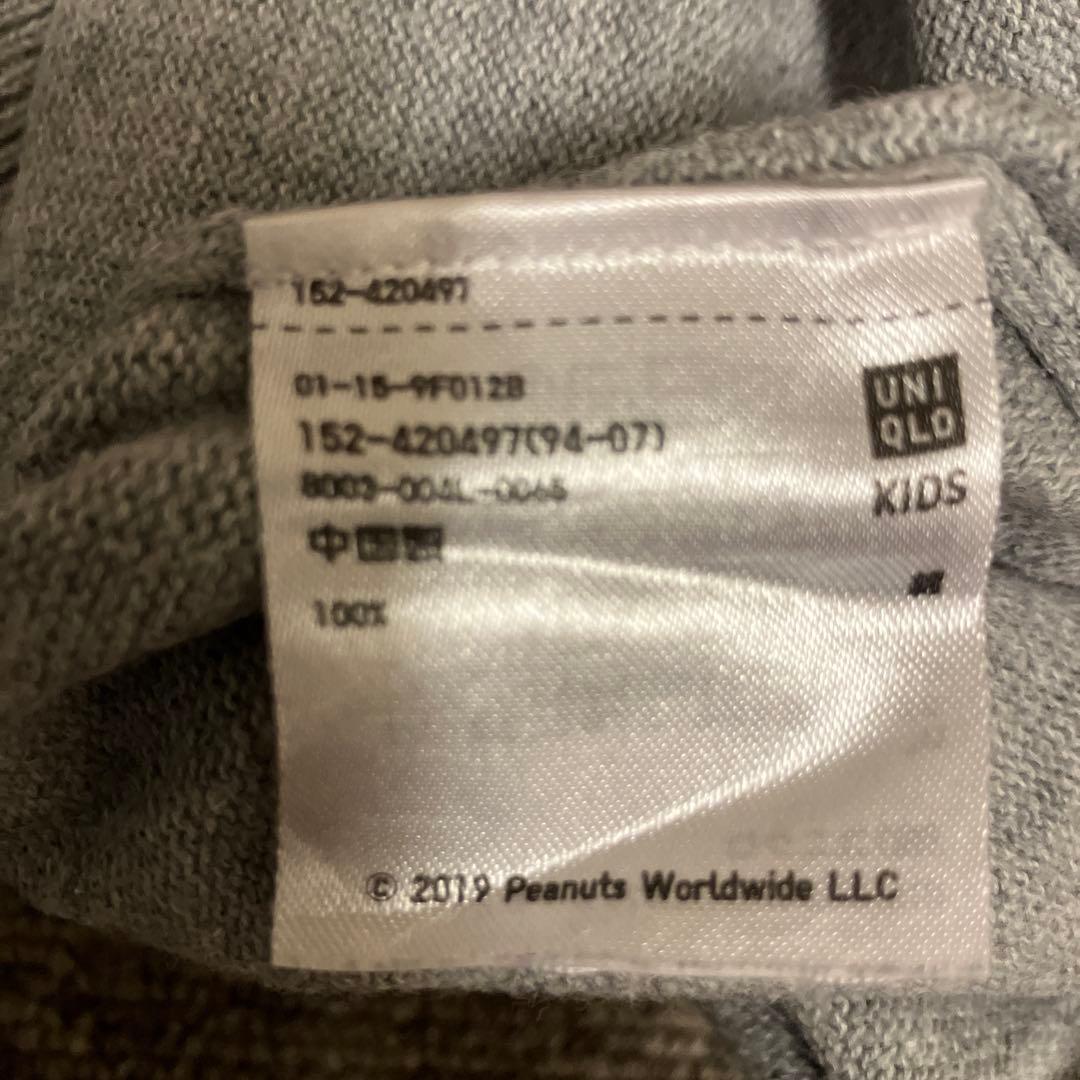 152-420497
01-15-9F012B
152-420497(94-07)
8003-004L-0065
中国製
100%
UNI
QLO
KIDS
© 2019 Peanuts Worldwide LLC